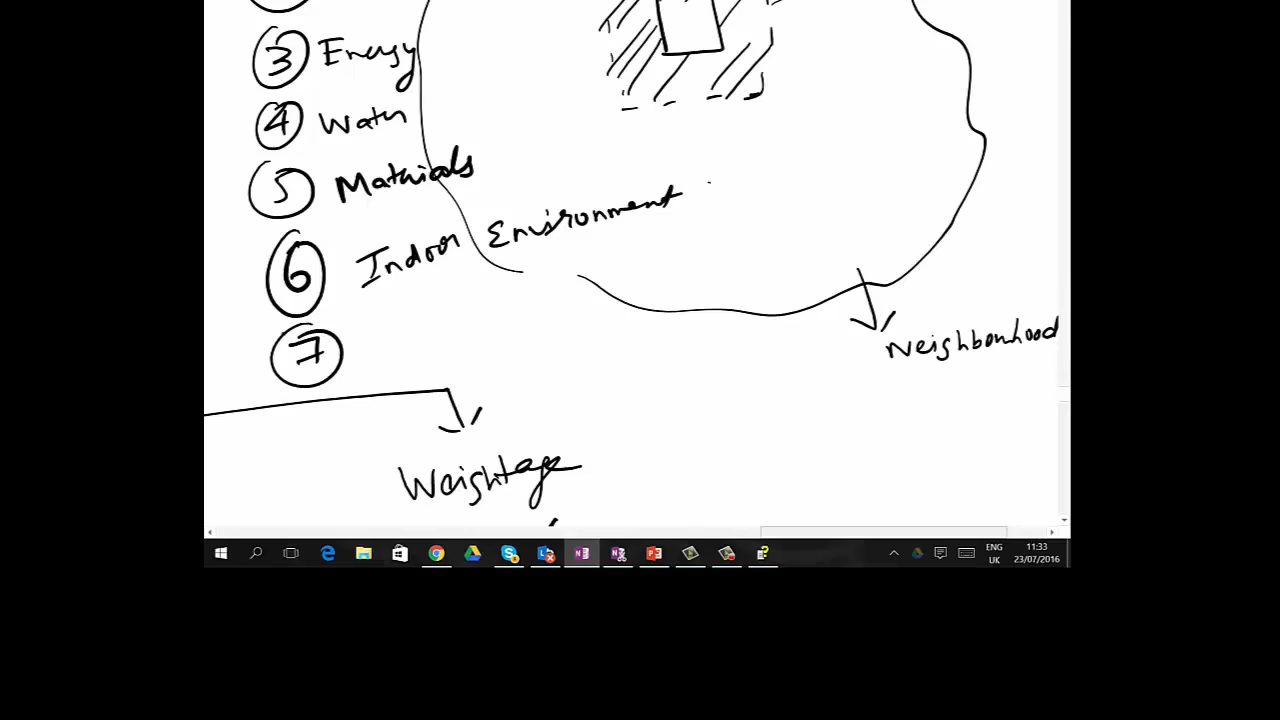 3 Energy
4 Water
5 Materials
6 Indoor Environment
7
Neighbourhood
Weightage
ENG
UK
11:33
23/07/2016